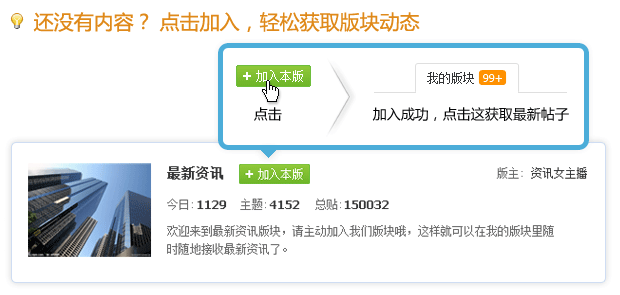 还没有内容？ 点击加入，轻松获取版块动态
+ 加入本版
点击
我的版块 99+
加入成功，点击这获取最新帖子
最新资讯 + 加入本版 版主：资讯女主播
今日：1129 主题：4152 总贴：150032
欢迎来到最新资讯版块，请主动加入我们版块哦，这样就可以在我的版块里随
时随地接收最新资讯了。